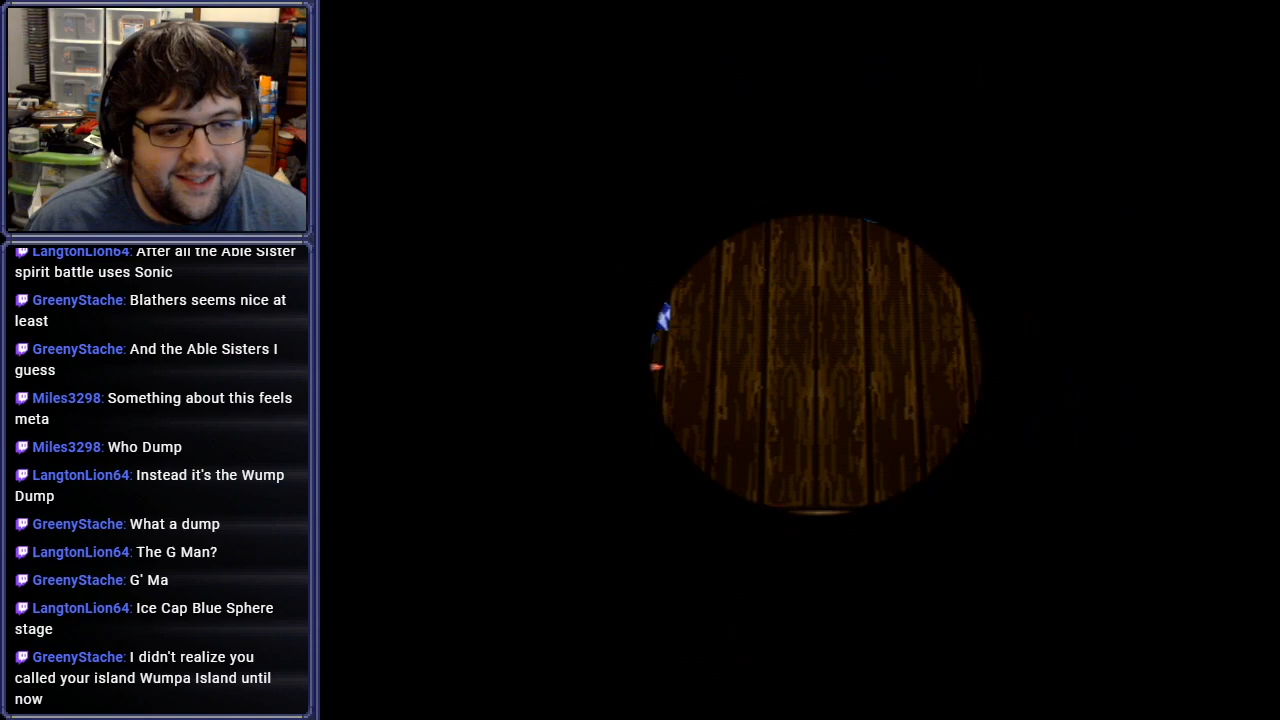 LangtonLion64: After all the Able Sister
spirit battle uses Sonic
GreenyStache: Blathers seems nice at
least
GreenyStache: And the Able Sisters I
guess
Miles3298: Something about this feels
meta
Miles3298: Who Dump
LangtonLion64: Instead it's the Wump
Dump
GreenyStache: What a dump
LangtonLion64: The G Man?
GreenyStache: G' Ma
LangtonLion64: Ice Cap Blue Sphere
stage
GreenyStache: I didn't realize you
called your island Wumpa Island until
now